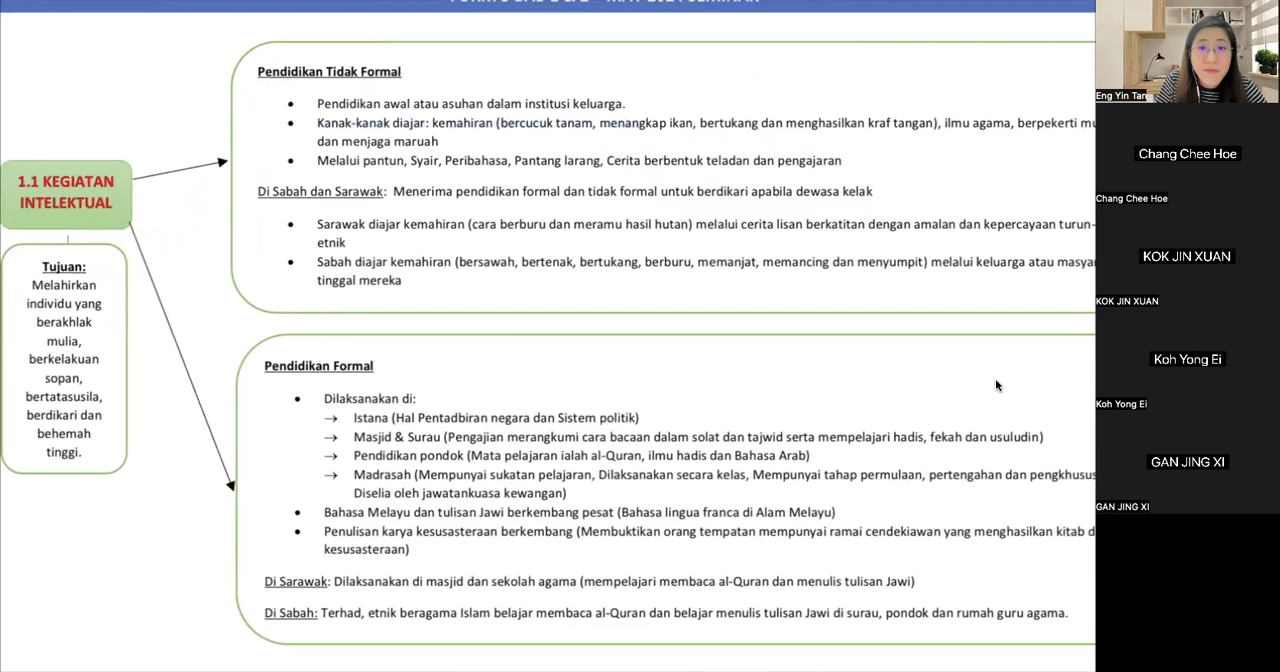 1.1 KEGIATAN
INTELEKTUAL
Tujuan:
Melahirkan
individu yang
berakhlak
mulia,
berkelakuan
sopan,
bertatasusila,
berdikari dan
behemah
tinggi.
Pendidikan Tidak Formal
• Pendidikan awal atau asuhan dalam institusi keluarga.
• Kanak-kanak diajar: kemahiran (bercucuk tanam, menangkap ikan, bertukang dan menghasilkan kraf tangan), ilmu agama, berpekerti
dan menjaga maruah
• Melalui pantun, Syair, Peribahasa, Pantang larang, Cerita berbentuk teladan dan pengajaran
Di Sabah dan Sarawak: Menerima pendidikan formal dan tidak formal untuk berdikari apabila dewasa kelak
• Sarawak diajar kemahiran (cara berburu dan meramu hasil hutan) melalui cerita lisan berkatitan dengan amalan dan kepercayaan turun-
etnik
• Sabah diajar kemahiran (bersawah, bertenak, bertukang, berburu, memanjat, memancing dan menyumpit) melalui keluarga atau
tinggal mereka
Pendidikan Formal
• Dilaksanakan di:
→ Istana (Hal Pentadbiran negara dan Sistem politik)
→ Masjid & Surau (Pengajian merangkumi cara bacaan dalam solat dan tajwid serta mempelajari hadis, fekah dan usuludin)
→ Pendidikan pondok (Mata pelajaran ialah al-Quran, ilmu hadis dan Bahasa Arab)
→ Madrasah (Mempunyai sukatan pelajaran, Dilaksanakan secara kelas, Mempunyai tahap permulaan, pertengahan dan
Diselia oleh jawatankuasa kewangan)
• Bahasa Melayu dan tulisan Jawi berkembang pesat (Bahasa lingua franca di Alam Melayu)
• Penulisan karya kesusasteraan berkembang (Membuktikan orang tempatan mempunyai ramai cendekiawan yang menghasilkan kitab
kesusasteraan)
Di Sarawak: Dilaksanakan di masjid dan sekolah agama (mempelajari membaca al-Quran dan menulis tulisan Jawi)
Di Sabah: Terhad, etnik beragama Islam belajar membaca al-Quran dan belajar menulis tulisan Jawi di surau, pondok dan rumah guru agama.
Eng Yin Tan
Chang Chee Hoe
Chang Chee Hoe
KOK JIN XUAN
KOK JIN XUAN
Koh Yong Ei
Koh Yong Ei
GAN JING XI
GAN JING XI